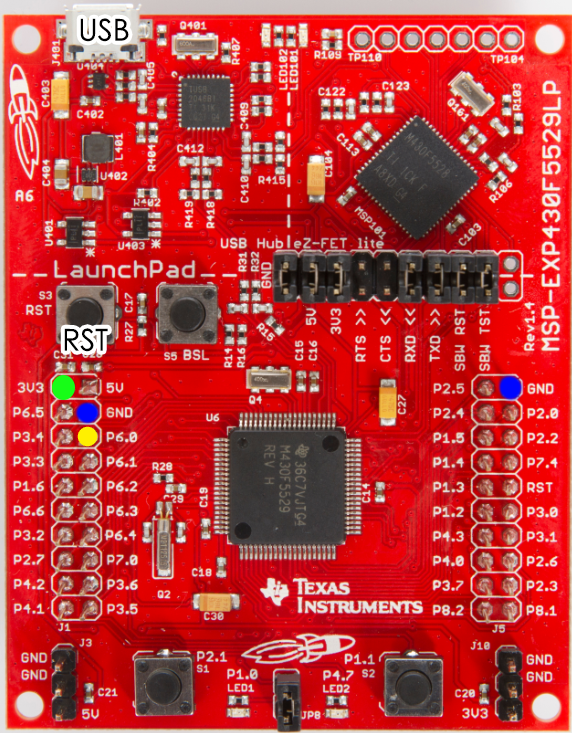 USB
J401
Q401
R407
LED102
LED101
R109
TP110
TP104
U404
C405
C403
C402
L401
R404
C409
C122
C123
Q161
R103
M430F5528
TI
C113
C404
U402
C412
C410
R415
C104
R106
A6
R402
R419
R418
MSP101
C103
U401
U403
USB Hub
eZ-FET lite
LaunchPad
R31
R32
GND
5V
3V3
RTS >>
CTS <<
RXD <<
TXD >>
SBW RST
SBW TST
Rev1.4
MSP-EXP430F5529LP
S3
RST
C17
R27
S5 BSL
R15
R14
R16
RST
C15
C16
Q4
C27
3V3
5V
P6.5
GND
P3.4
P6.0
P3.3
P6.1
P1.6
P6.2
P6.6
P6.3
P3.2
P6.4
P2.7
P7.0
P4.2
P3.6
P4.1
P3.5
J1
U6
36C7VJTG4
M430F5529
REV H
R28
C29
C19
C14
C18
Q2
C30
TEXAS
INSTRUMENTS
P2.5
GND
P2.4
P2.0
P1.5
P2.2
P1.4
P7.4
P1.3
RST
P1.2
P3.0
P4.3
P3.1
P4.0
P2.6
P3.7
P2.3
P8.2
P8.1
J5
J3
GND
GND
C21
5V
P2.1
S1
P1.0
LED1
JP8
P4.7
LED2
P1.1
S2
J10
GND
GND
C20
3V3